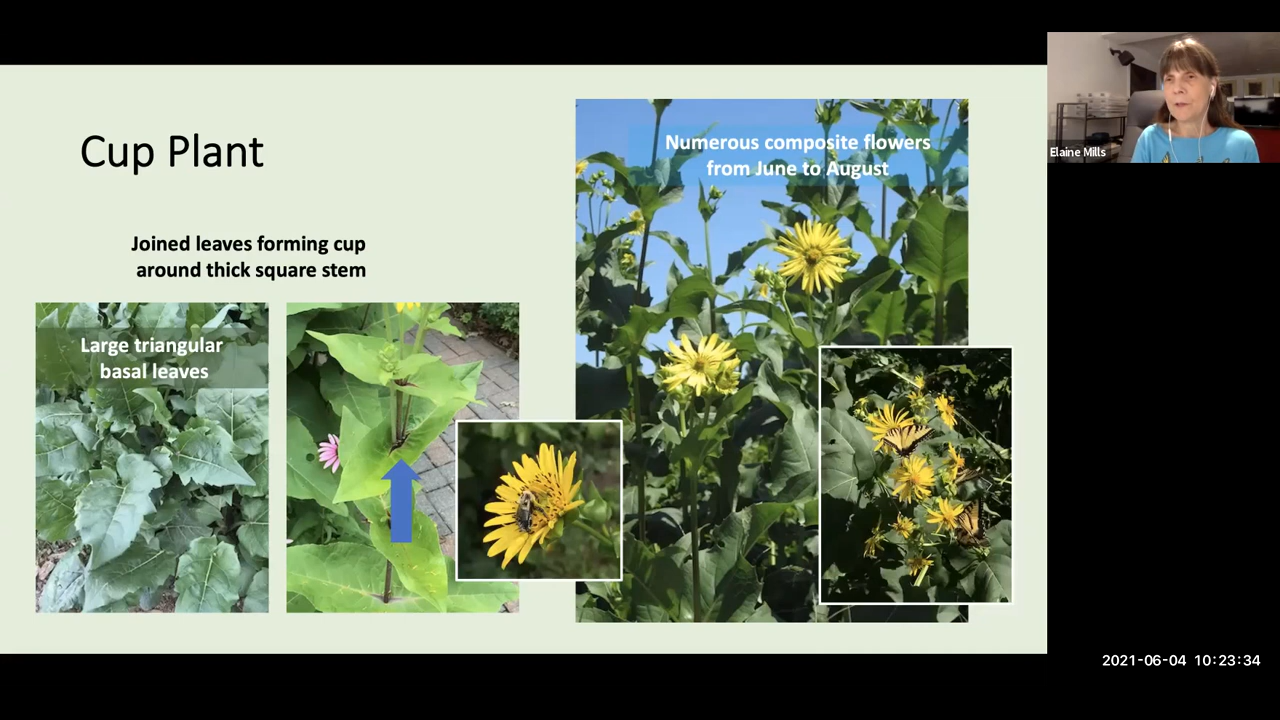 Cup Plant
Joined leaves forming cup
around thick square stem
Large triangular
basal leaves
Numerous composite flowers
from June to August
Elaine Mills
2021-06-04 10:23:34